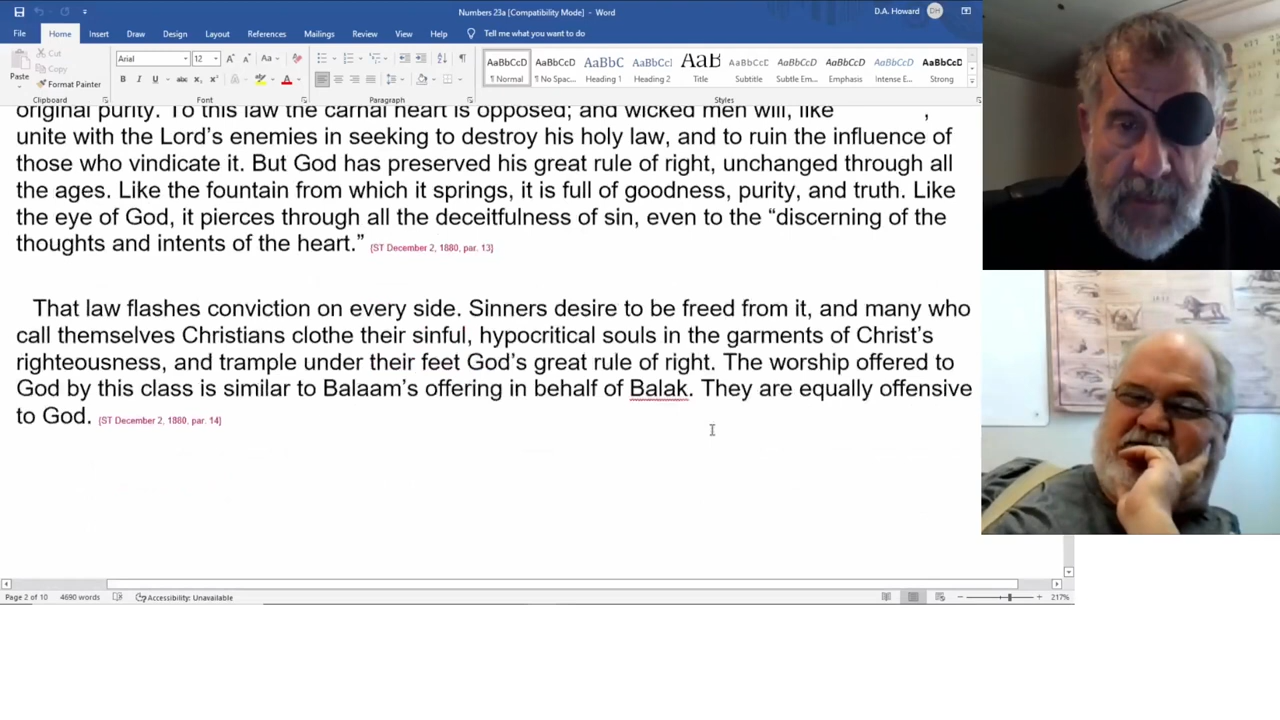 Numbers 23a [Compatibility Mode] - Word
D.A. Howard DH
File Home Insert Draw Design Layout References Mailings Review View Help Tell me what you want to do
Paste
Cut
Copy
Format Painter
Clipboard
Arial 12
Font
Paragraph
AaBbCcD AaBbCcD AaBbC AaBbCcl AaB AaBbCcD AaBbCcD AaBbCcD AaBbCcD AaBbCcD
¶ Normal ¶ No Spac... Heading 1 Heading 2 Title Subtitle Subtle Em... Emphasis Intense E... Strong
Styles
original purity. To this law the carnal heart is opposed; and wicked men will, like ,
unite with the Lord’s enemies in seeking to destroy his holy law, and to ruin the influence of
those who vindicate it. But God has preserved his great rule of right, unchanged through all
the ages. Like the fountain from which it springs, it is full of goodness, purity, and truth. Like
the eye of God, it pierces through all the deceitfulness of sin, even to the “discerning of the
thoughts and intents of the heart.” {ST December 2, 1880, par. 13}
That law flashes conviction on every side. Sinners desire to be freed from it, and many who
call themselves Christians clothe their sinful, hypocritical souls in the garments of Christ’s
righteousness, and trample under their feet God’s great rule of right. The worship offered to
God by this class is similar to Balaam’s offering in behalf of Balak. They are equally offensive
to God. {ST December 2, 1880, par. 14}
Page 2 of 10 4690 words Accessibility: Unavailable 217%